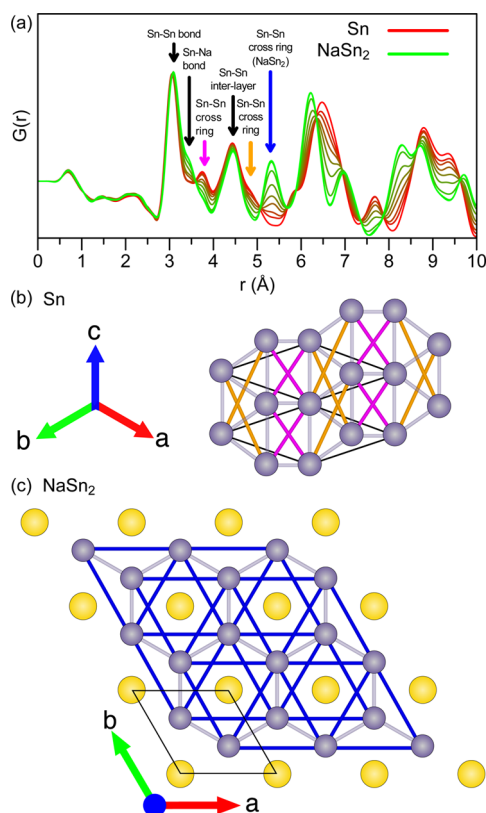 (a)
Sn-Sn bond
Sn-Na
bond
Sn-Sn
cross
ring
Sn-Sn
inter-layer
Sn-Sn
cross
ring
Sn-Sn
cross ring
(NaSn2)
Sn
NaSn2
G(r)
0 1 2 3 4 5 6 7 8 9 10
r (Å)
(b) Sn
c
b
a
(c) NaSn2
b
a